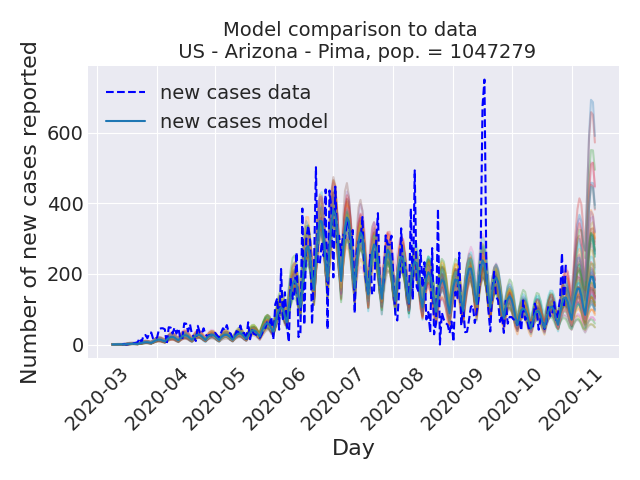 Model comparison to data
US - Arizona - Pima, pop. = 1047279
Number of new cases reported
new cases data
new cases model
600
400
200
0
2020-03
2020-04
2020-05
2020-06
2020-07
2020-08
2020-09
2020-10
2020-11
Day